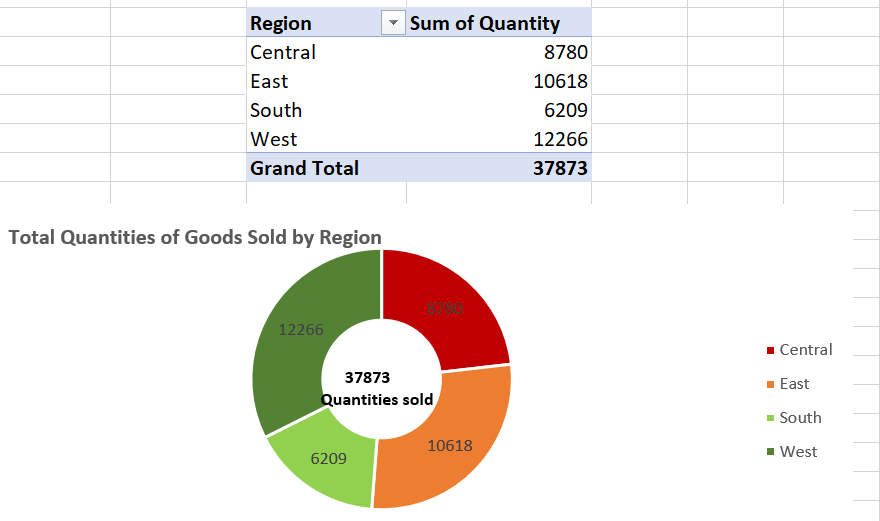 Region Sum of Quantity
Central 8780
East 10618
South 6209
West 12266
Grand Total 37873
Total Quantities of Goods Sold by Region
8780
12266
37873
Quantities sold
10618
6209
Central
East
South
West